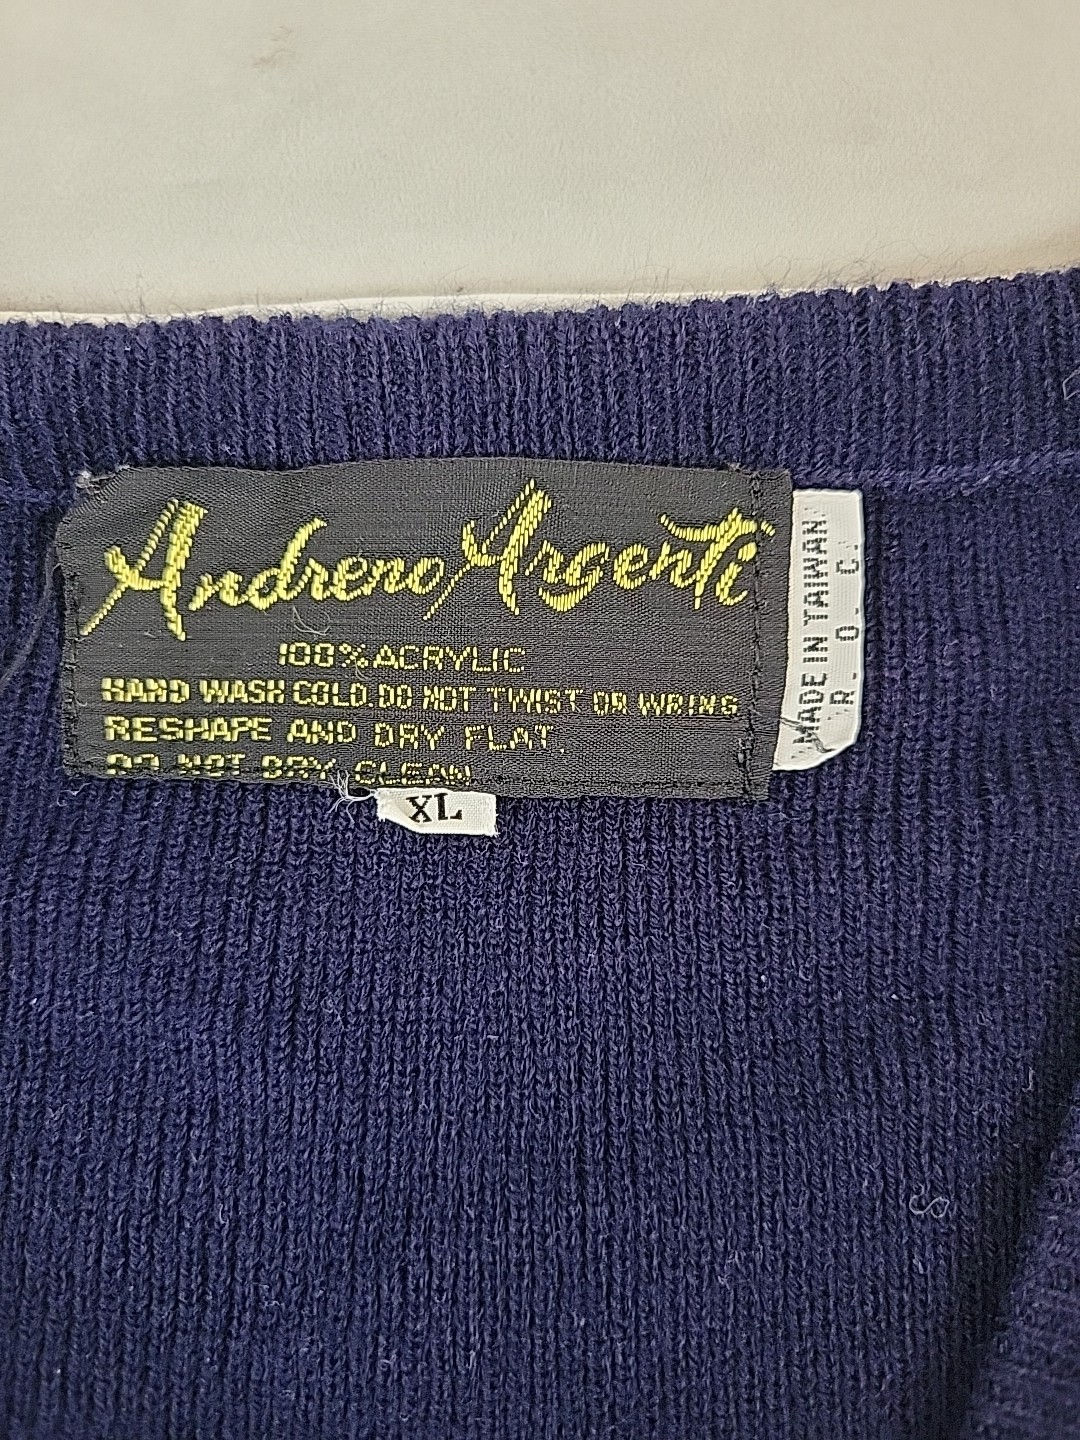 Andreno Argenti
100% ACRYLIC
HAND WASH COLD. DO NOT TWIST OR WRING
RESHAPE AND DRY FLAT.
DO NOT DRY CLEAN
XL
MADE IN TAIWAN
R. O. C.